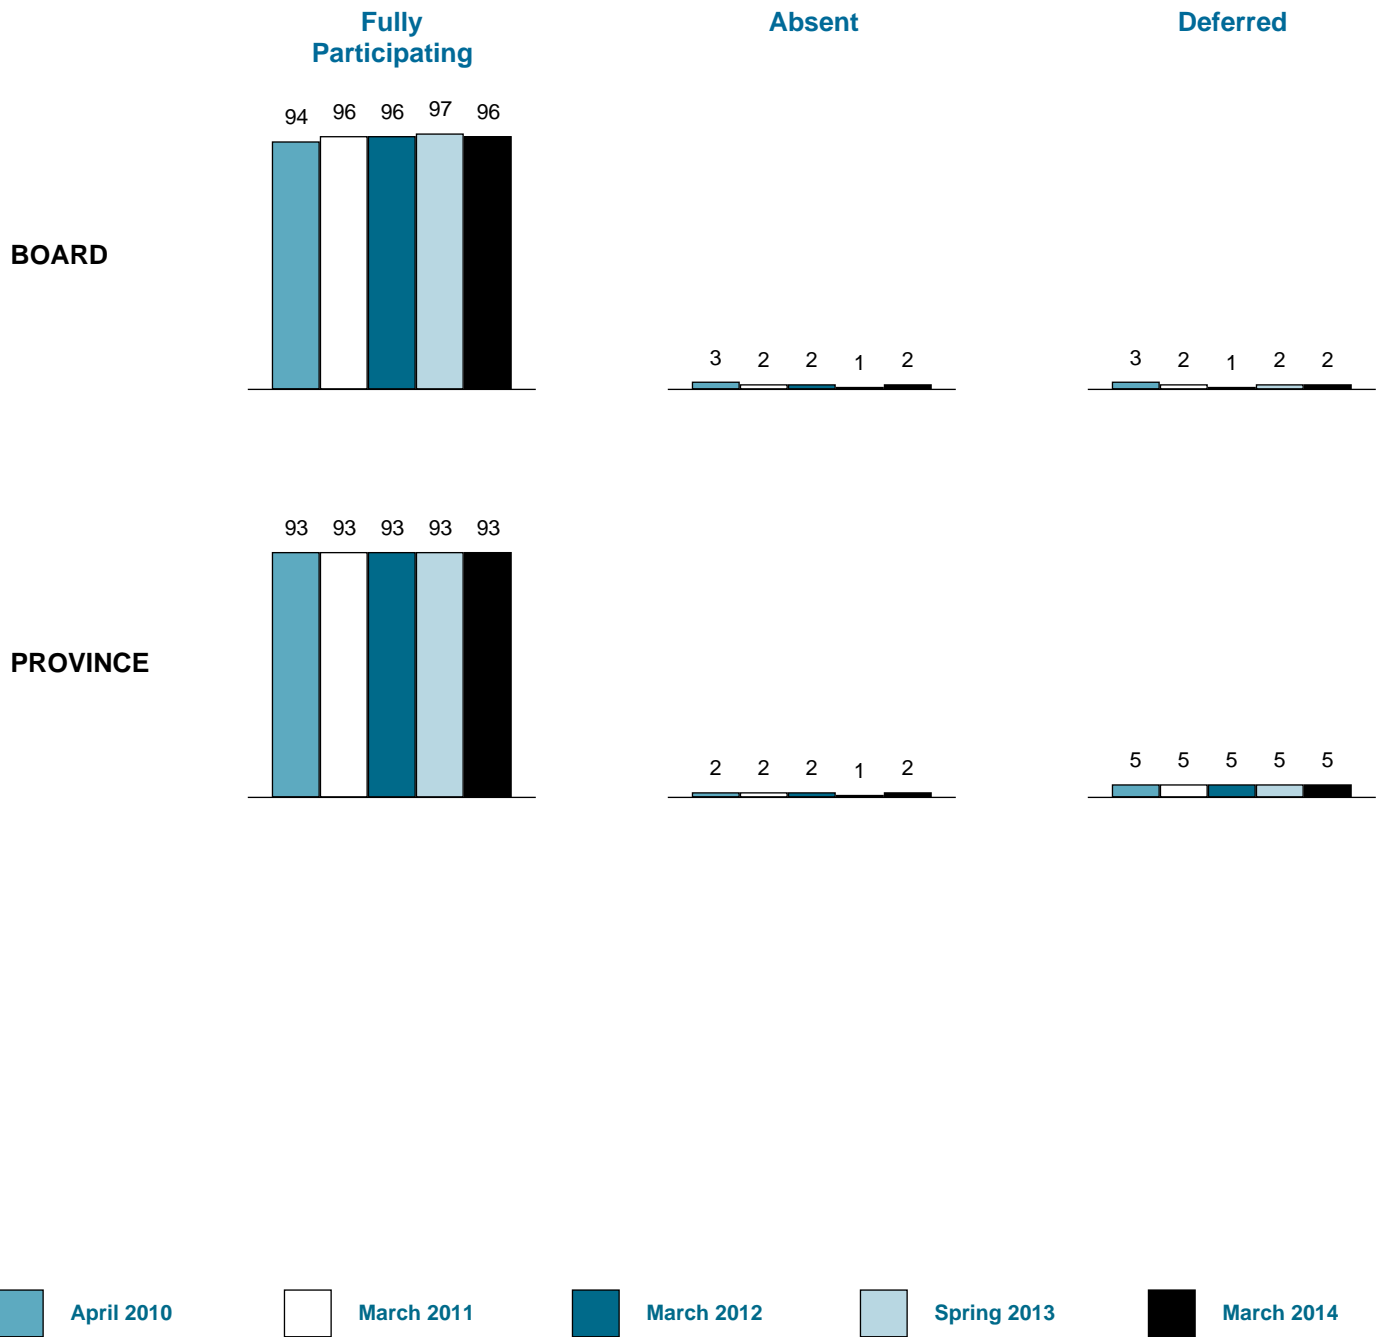 Fully
Participating
Absent
Deferred
94 96 96 97 96
BOARD
3 2 2 1 2
3 2 1 2 2
93 93 93 93 93
PROVINCE
2 2 2 1 2
5 5 5 5 5
April 2010
March 2011
March 2012
Spring 2013
March 2014